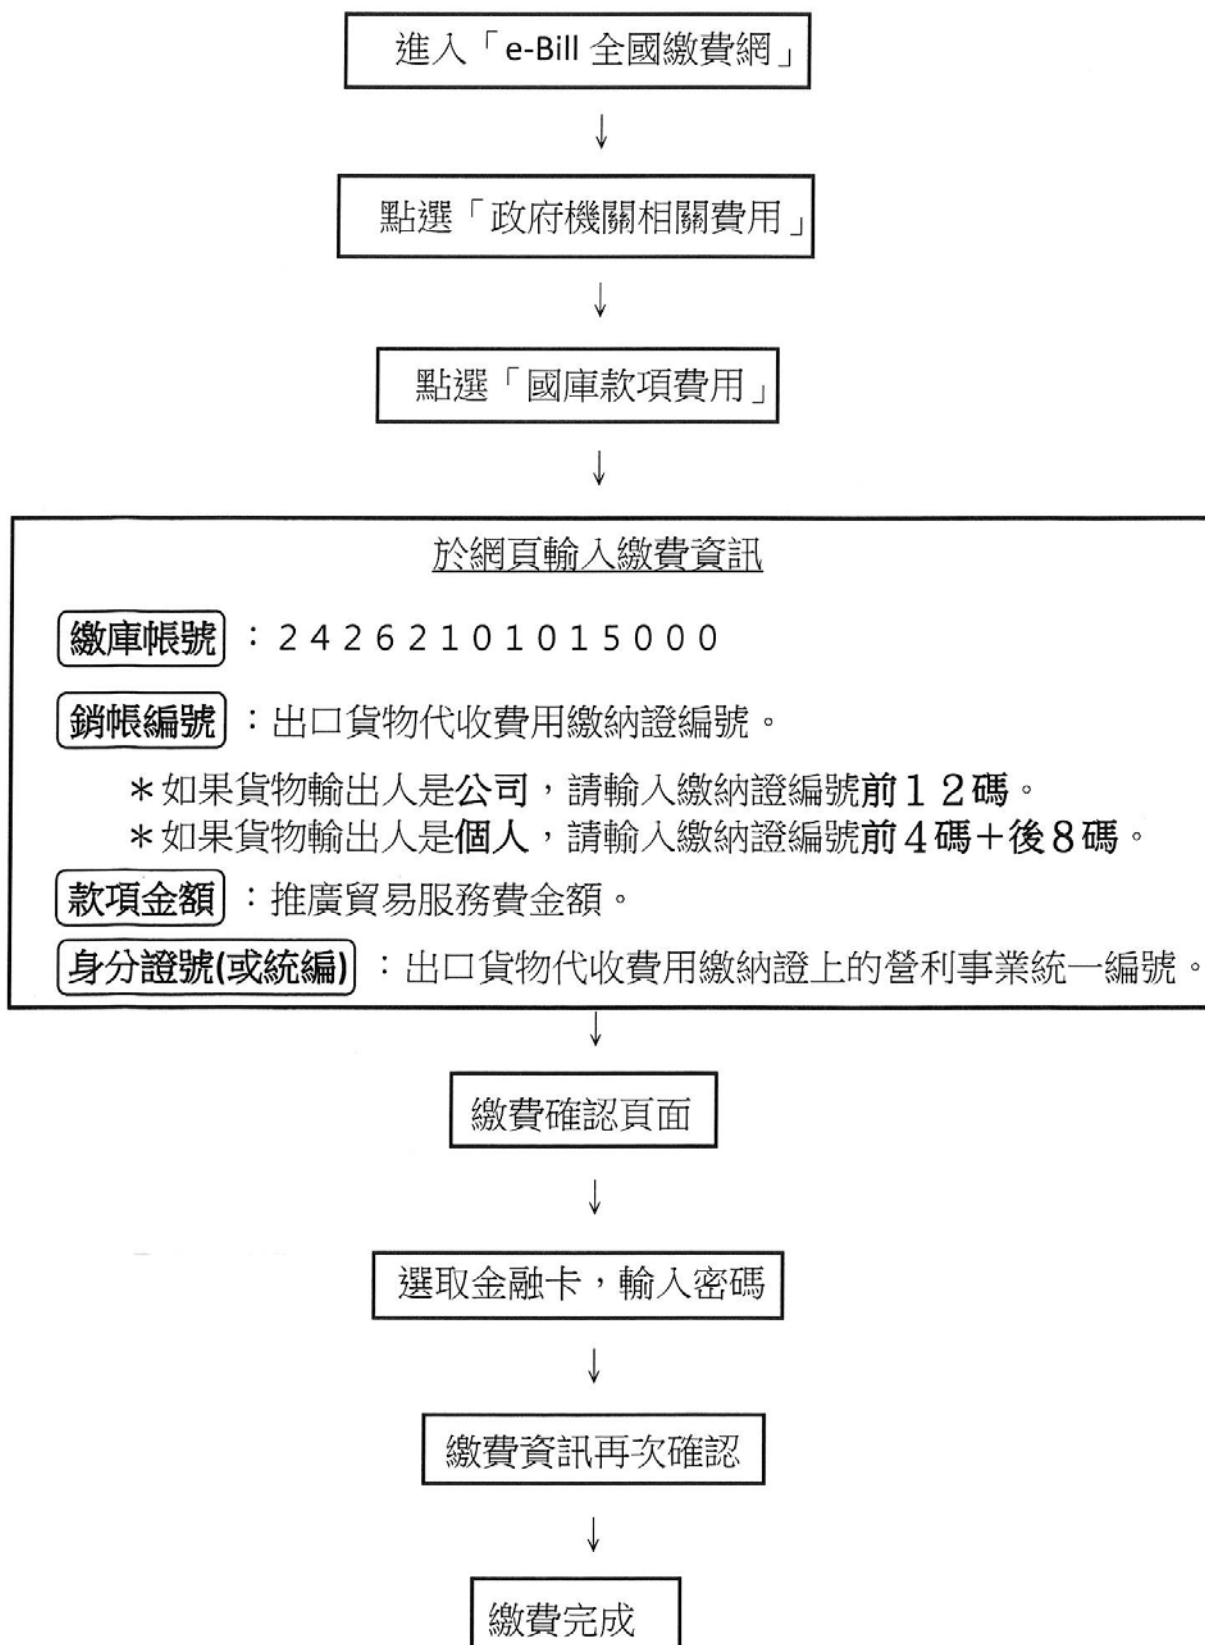 進入「e-Bill 全國繳費網」
↓
點選「政府機關相關費用」
↓
點選「國庫款項費用」
↓
於網頁輸入繳費資訊
繳庫帳號：24262101015000
銷帳編號：出口貨物代收費用繳納證編號。
＊如果貨物輸出人是公司，請輸入繳納證編號前１２碼。
＊如果貨物輸出人是個人，請輸入繳納證編號前４碼＋後８碼。
款項金額：推廣貿易服務費金額。
身分證號(或統編)：出口貨物代收費用繳納證上的營利事業統一編號。
↓
繳費確認頁面
↓
選取金融卡，輸入密碼
↓
繳費資訊再次確認
↓
繳費完成